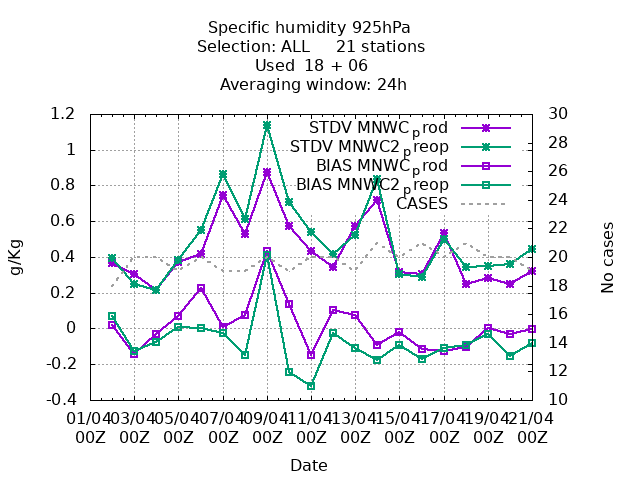 Specific humidity 925hPa
Selection: ALL 21 stations
Used 18 + 06
Averaging window: 24h
STDV MNWC_prod
STDV MNWC2_preop
BIAS MNWC_prod
BIAS MNWC2_preop
CASES
1.2
1
0.8
0.6
0.4
0.2
0
-0.2
-0.4
g/Kg
30
28
26
24
22
20
18
16
14
12
10
No cases
01/04 03/04 05/04 07/04 09/04 11/04 13/04 15/04 17/04 19/04 21/04
00Z 00Z 00Z 00Z 00Z 00Z 00Z 00Z 00Z 00Z 00Z
Date